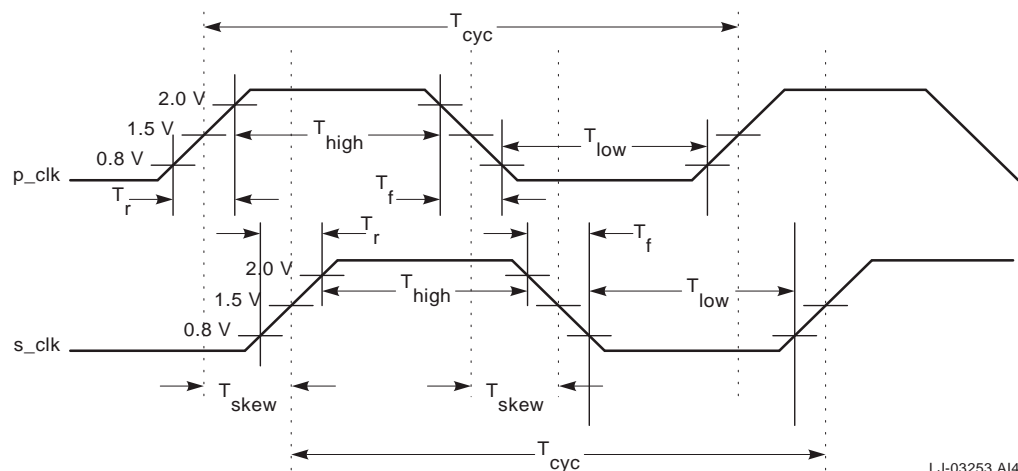 T cyc
2.0 V
1.5 V
T high
T low
0.8 V
p_clk
T r
T f
T r
T f
2.0 V
T high
T low
1.5 V
0.8 V
s_clk
T skew
T skew
T cyc
LJ-03253.AI4